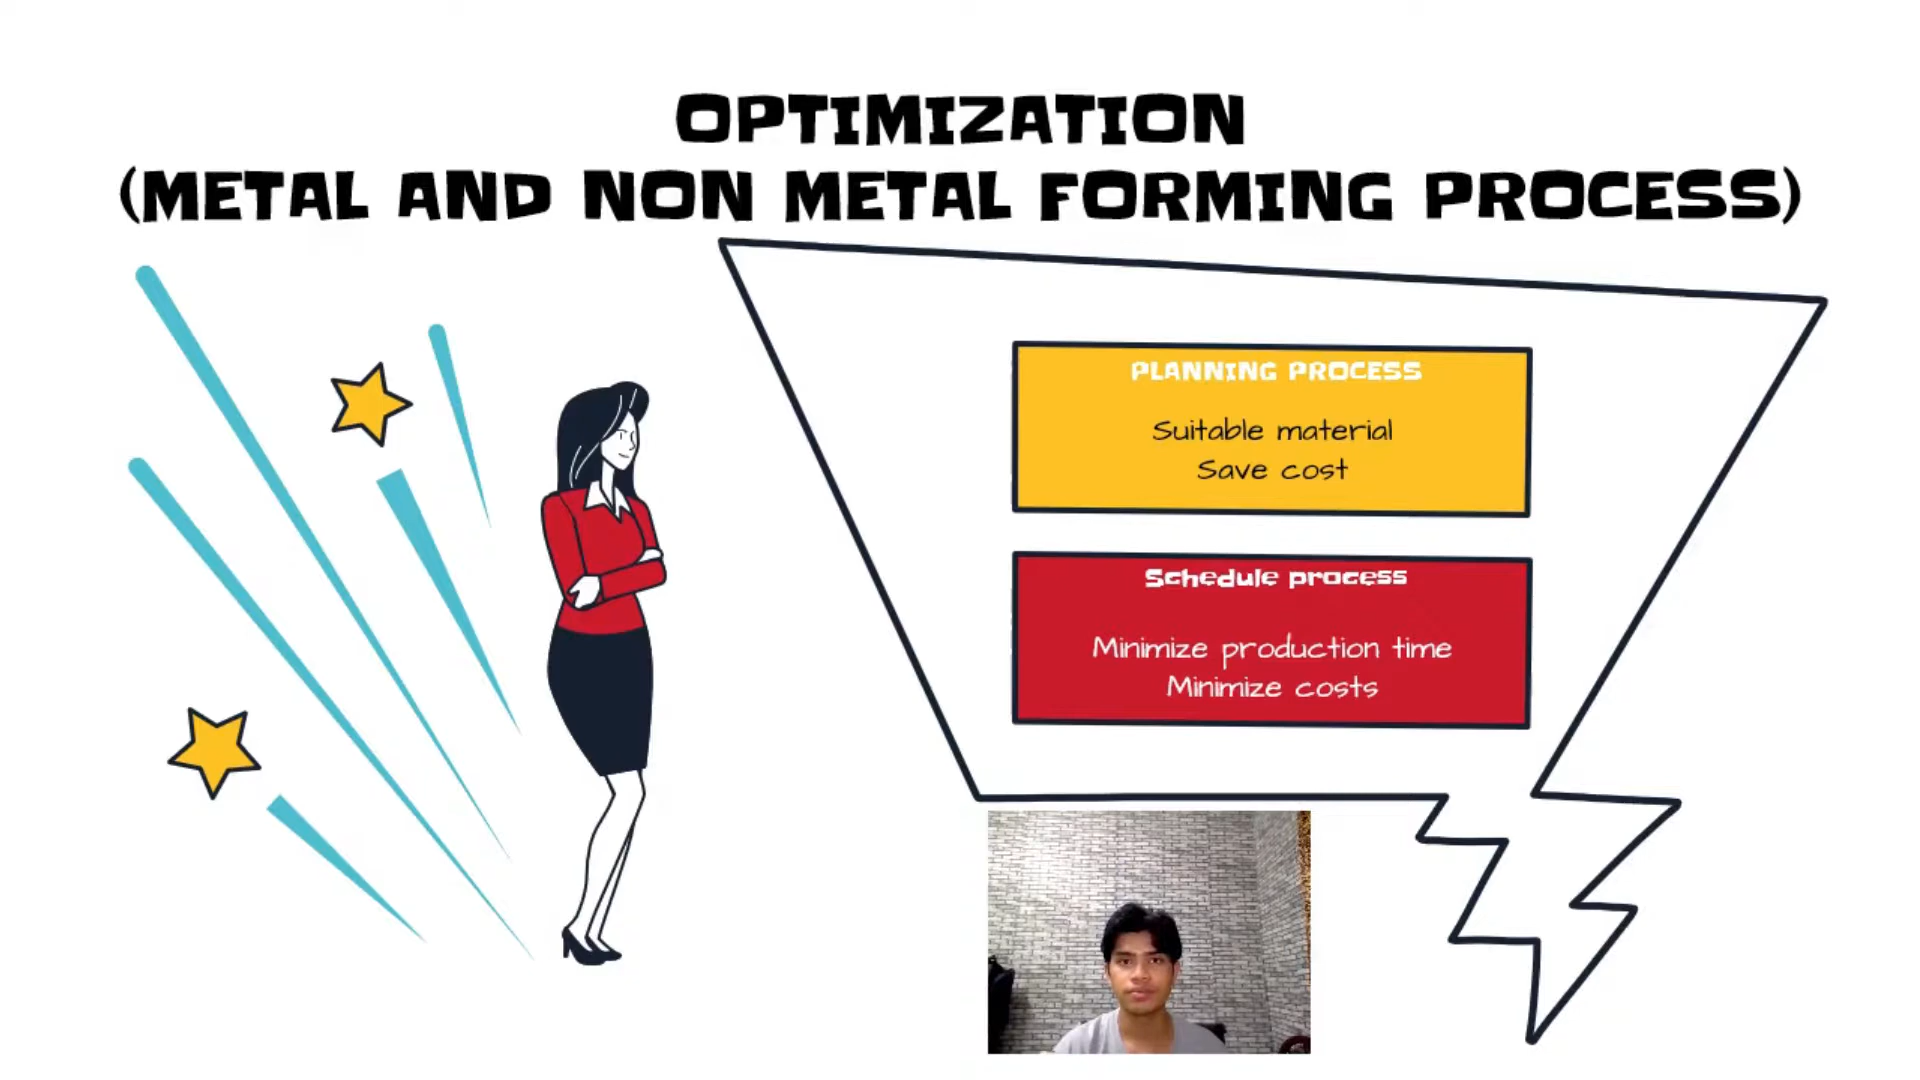 OPTIMIZATION
(METAL AND NON METAL FORMING PROCESS)
PLANNING PROCESS
Suitable material
Save cost
Schedule process
Minimize production time
Minimize costs